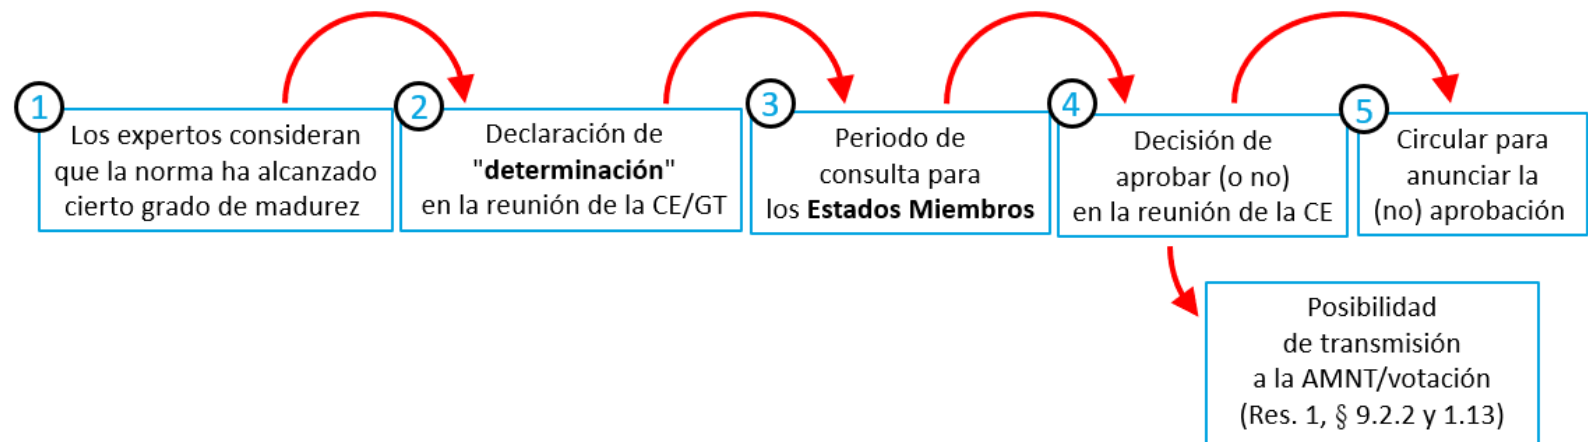 1
Los expertos consideran
que la norma ha alcanzado
cierto grado de madurez
2
Declaración de
"determinación"
en la reunión de la CE/GT
3
Periodo de
consulta para
los Estados Miembros
4
Decisión de
aprobar (o no)
en la reunión de la CE
5
Circular para
anunciar la
(no) aprobación
Posibilidad
de transmisión
a la AMNT/votación
(Res. 1, § 9.2.2 y 1.13)